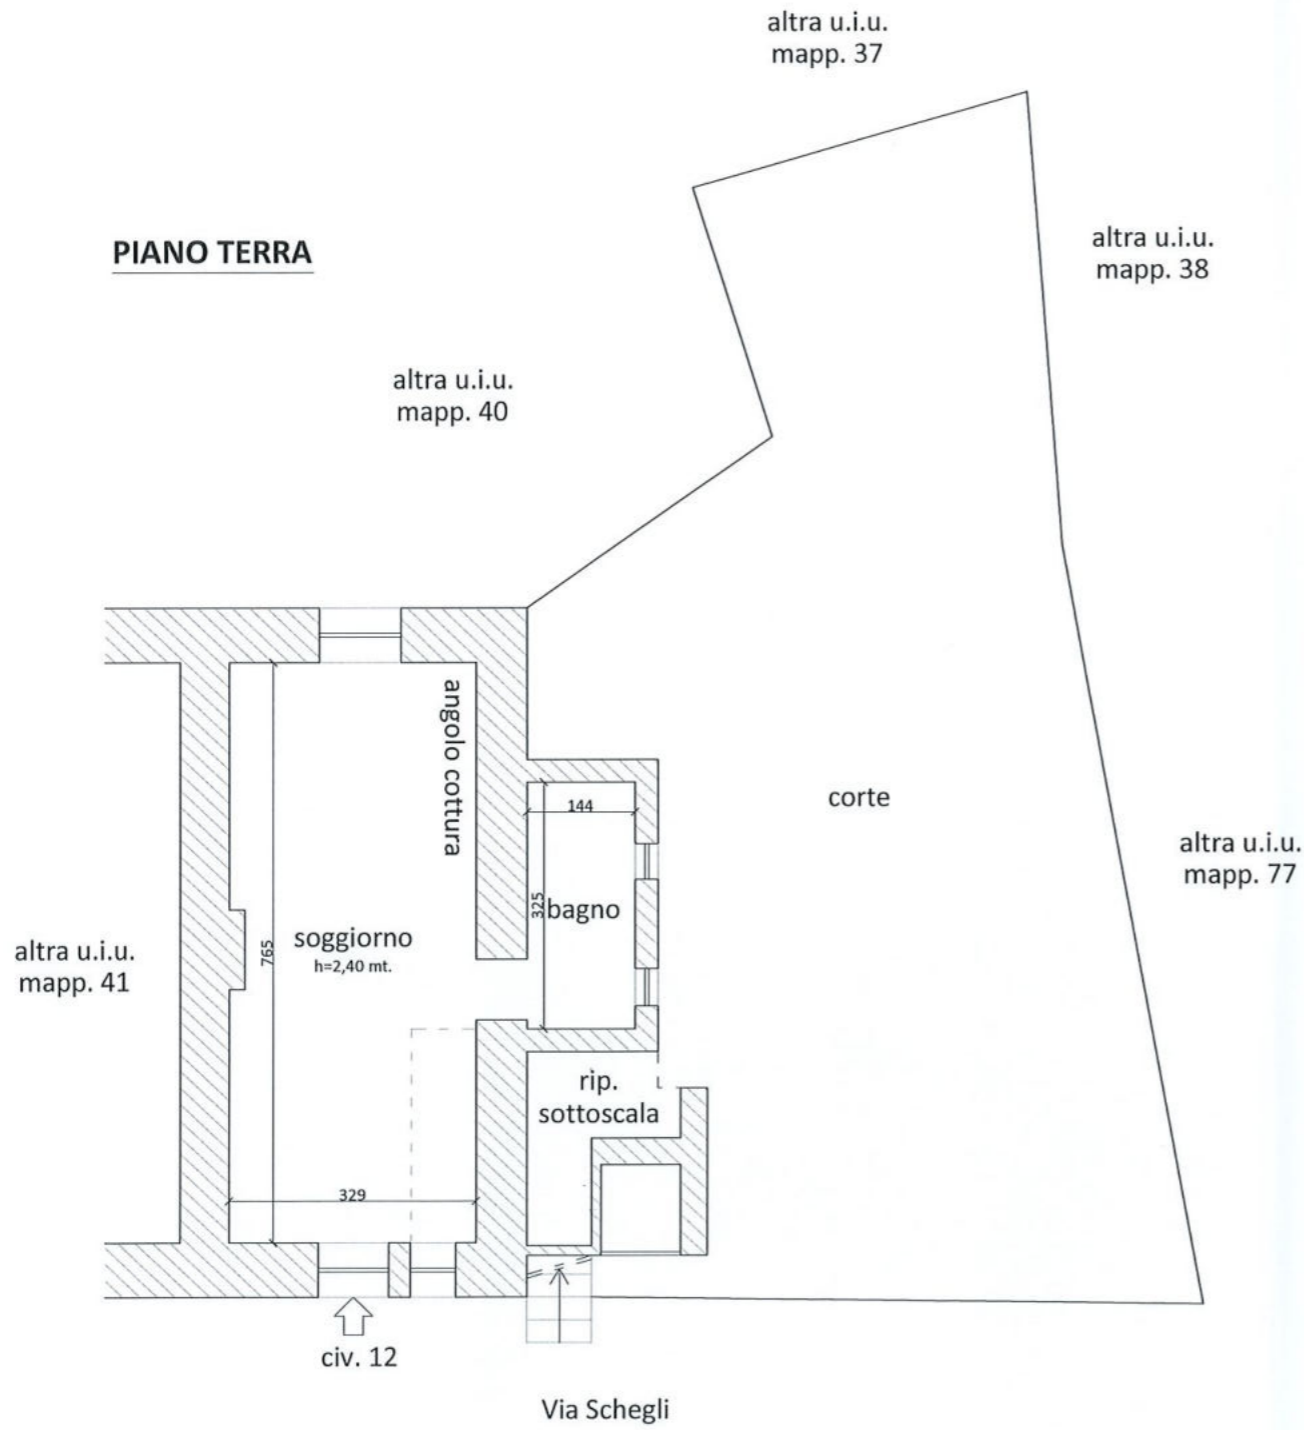 altra u.i.u.
mapp. 37
PIANO TERRA
altra u.i.u.
mapp. 38
altra u.i.u.
mapp. 40
angolo cottura
144
corte
altra u.i.u.
mapp. 77
325
bagno
soggiorno
h=2,40 mt.
765
altra u.i.u.
mapp. 41
rip.
sottoscala
329
civ. 12
Via Schegli